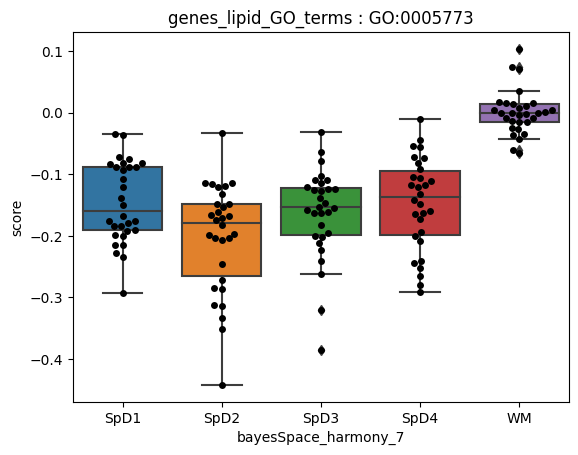 genes_lipid_GO_terms : GO:0005773
0.1
0.0
−0.1
−0.2
−0.3
−0.4
score
SpD1 SpD2 SpD3 SpD4 WM
bayesSpace_harmony_7